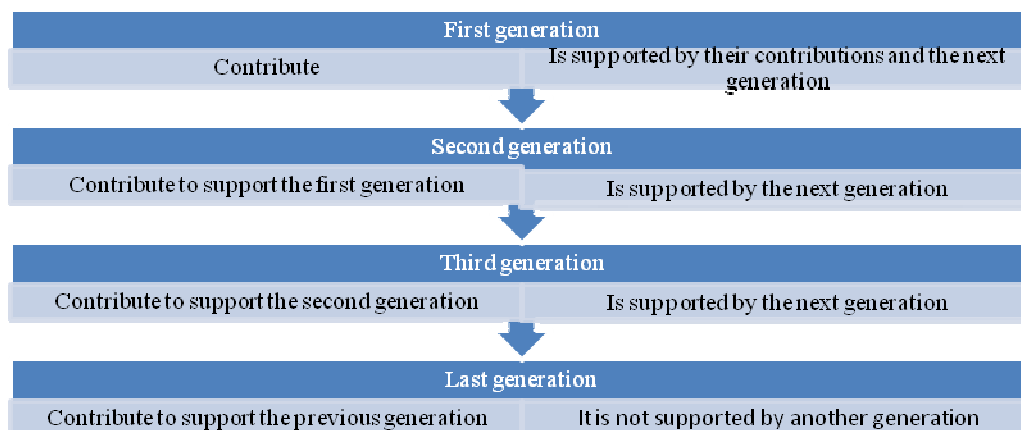 First generation
Contribute
Is supported by their contributions and the next
generation
Second generation
Contribute to support the first generation
Is supported by the next generation
Third generation
Contribute to support the second generation
Is supported by the next generation
Last generation
Contribute to support the previous generation
It is not supported by another generation